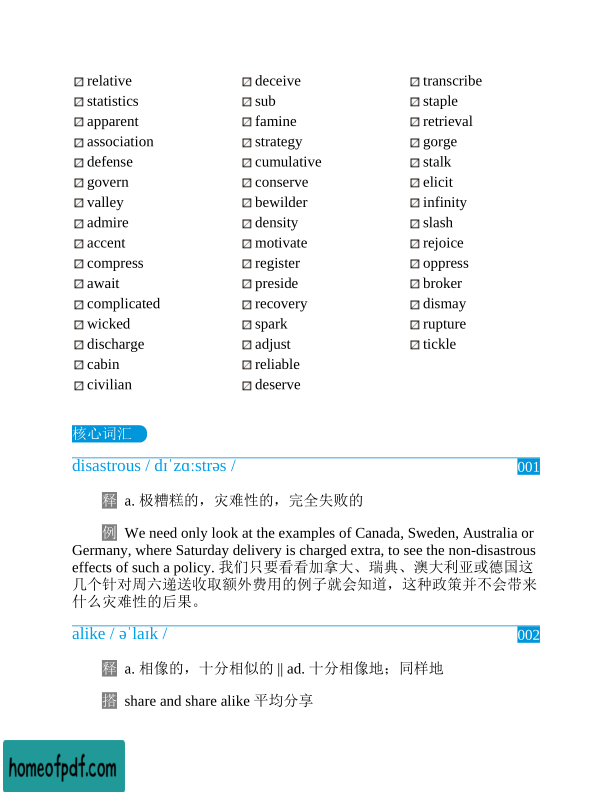 relative
statistics
apparent
association
defense
govern
valley
admire
accent
compress
await
complicated
wicked
discharge
cabin
civilian
deceive
sub
famine
strategy
cumulative
conserve
bewilder
density
motivate
register
preside
recovery
spark
adjust
reliable
deserve
transcribe
staple
retrieval
gorge
stalk
elicit
infinity
slash
rejoice
oppress
broker
dismay
rupture
tickle
核心词汇
disastrous / dɪˈzɑːstrəs / 001
释 a. 极糟糕的，灾难性的，完全失败的
例 We need only look at the examples of Canada, Sweden, Australia or
Germany, where Saturday delivery is charged extra, to see the non-disastrous
effects of such a policy. 我们只要看看加拿大、瑞典、澳大利亚或德国这
几个针对周六递送收取额外费用的例子就会知道，这种政策并不会带来
什么灾难性的后果。
alike / əˈlaɪk / 002
释 a. 相像的，十分相似的 || ad. 十分相像地；同样地
搭 share and share alike 平均分享
homeofpdf.com